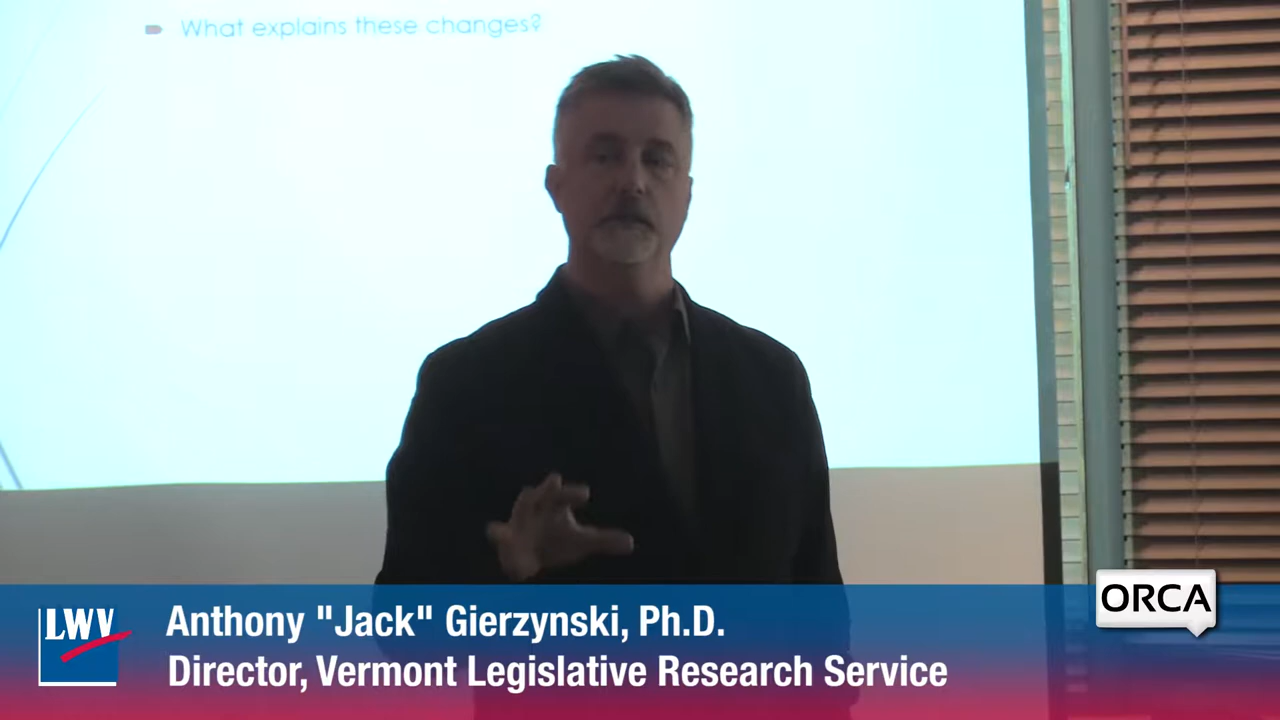 What explains these changes?
LWV
Anthony "Jack" Gierzynski, Ph.D.
Director, Vermont Legislative Research Service
ORCA